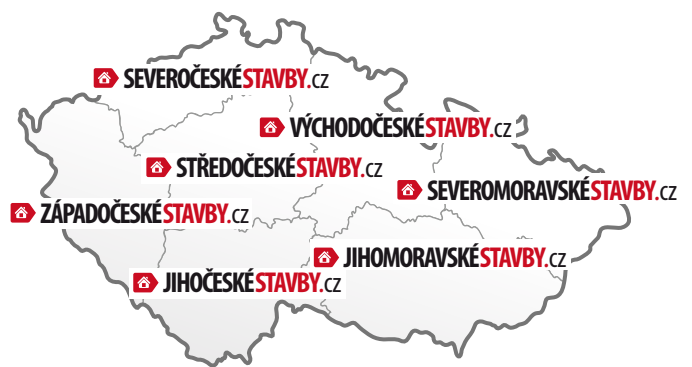 SEVEROČESKÉSTAVBY.cz
VÝCHODOČESKÉSTAVBY.cz
STŘEDOČESKÉSTAVBY.cz
SEVEROMORAVSKÉSTAVBY.cz
ZÁPADOČESKÉSTAVBY.cz
JIHOMORAVSKÉSTAVBY.cz
JIHOČESKÉSTAVBY.cz